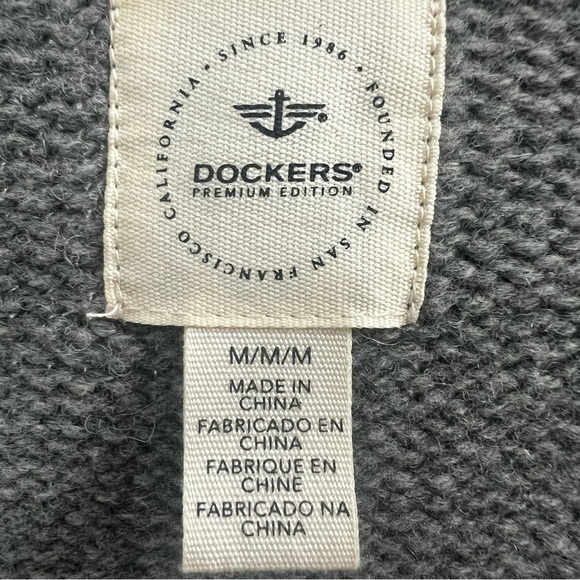 SINCE 1986 • FOUNDED IN SAN FRANCISCO CALIFORNIA •
DOCKERS®
PREMIUM EDITION
M/M/M
MADE IN
CHINA
FABRICADO EN
CHINA
FABRIQUE EN
CHINE
FABRICADO NA
CHINA